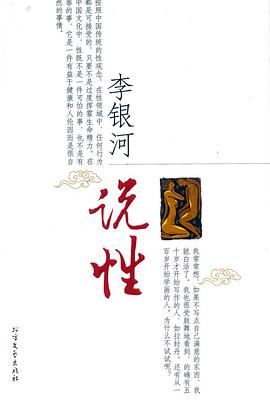 按照中国传统的性观念，在性领域中，任何行为
都是可接受的，只要不是过度挥霍生命精力。在
中国文化中，性既不是一件可怕的事，也不是有
罪的事，它是一件有益于健康和人伦因而是很自
然的事情。
李银河
说性
我常常想，如果不写点自己满意的东西，我
就白活了。我也很受鼓舞地看到，的确有五
十岁才开始写作的人，如拉封丹。还有从一
百岁开始学画的人，为什么不试试呢？
北方文艺出版社